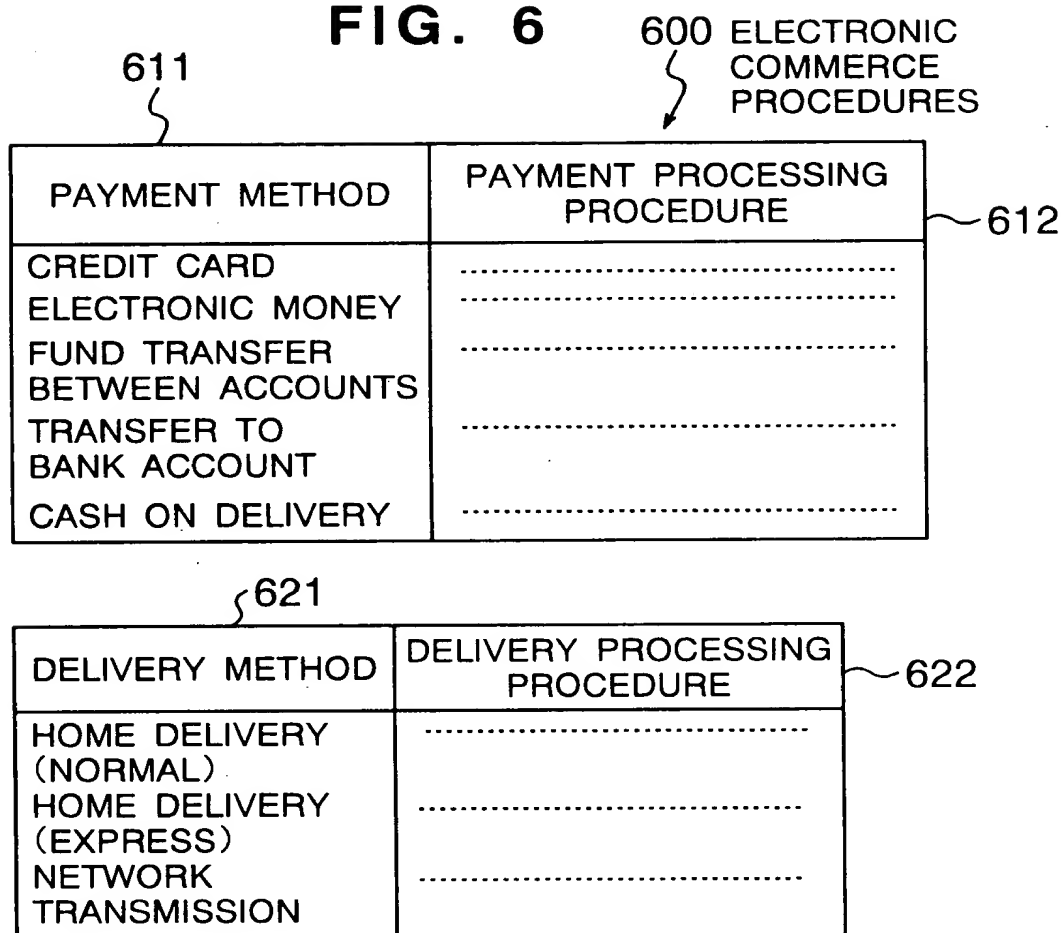 FIG. 6
600 ELECTRONIC
COMMERCE
PROCEDURES
611
PAYMENT METHOD
PAYMENT PROCESSING
PROCEDURE
612
CREDIT CARD
ELECTRONIC MONEY
FUND TRANSFER
BETWEEN ACCOUNTS
TRANSFER TO
BANK ACCOUNT
CASH ON DELIVERY
621
DELIVERY METHOD
DELIVERY PROCESSING
PROCEDURE
622
HOME DELIVERY
(NORMAL)
HOME DELIVERY
(EXPRESS)
NETWORK
TRANSMISSION